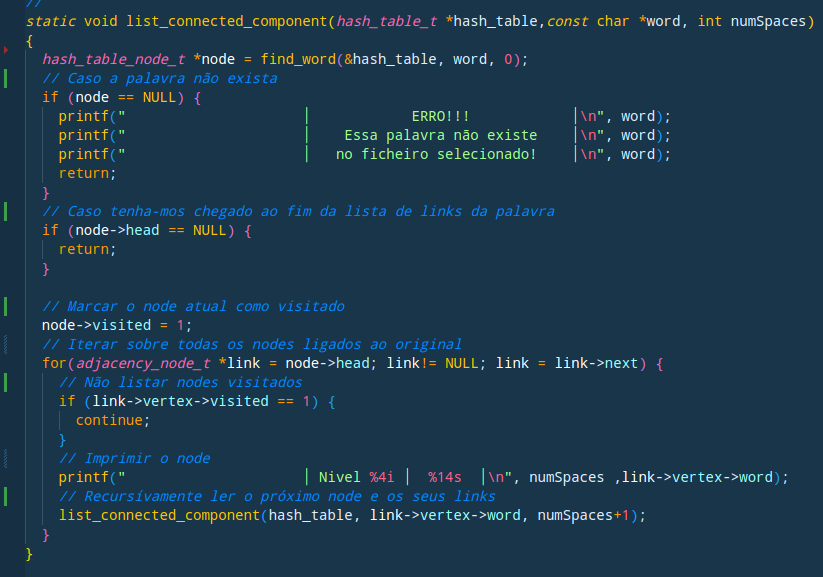 //
static void list_connected_component(hash_table_t *hash_table,const char *word, int numSpaces)
{
  hash_table_node_t *node = find_word(&hash_table, word, 0);
  // Caso a palavra não exista
  if (node == NULL) {
    printf("                     |            ERRO!!!            |\n", word);
    printf("                     |    Essa palavra não existe    |\n", word);
    printf("                     |   no ficheiro selecionado!    |\n", word);
    return;
  }
  // Caso tenha-mos chegado ao fim da lista de links da palavra
  if (node->head == NULL) {
    return;
  }
  // Marcar o node atual como visitado
  node->visited = 1;
  // Iterar sobre todas os nodes ligados ao original
  for(adjacency_node_t *link = node->head; link!= NULL; link = link->next) {
    // Não listar nodes visitados
    if (link->vertex->visited == 1) {
      continue;
    }
    // Imprimir o node
    printf("                     | Nivel %4i |  %14s  |\n", numSpaces ,link->vertex->word);
    // Recursívamente ler o próximo node e os seus links
    list_connected_component(hash_table, link->vertex->word, numSpaces+1);
  }
}